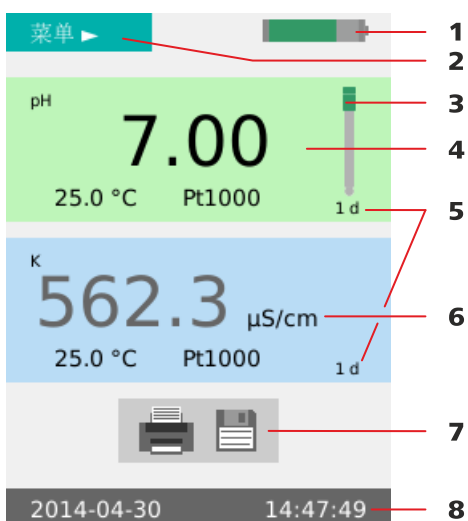 菜单 ►
1
2
pH
3
7.00
4
25.0 °C Pt1000
1 d
5
K
562.3 µS/cm
6
25.0 °C Pt1000
1 d
7
2014-04-30 14:47:49
8